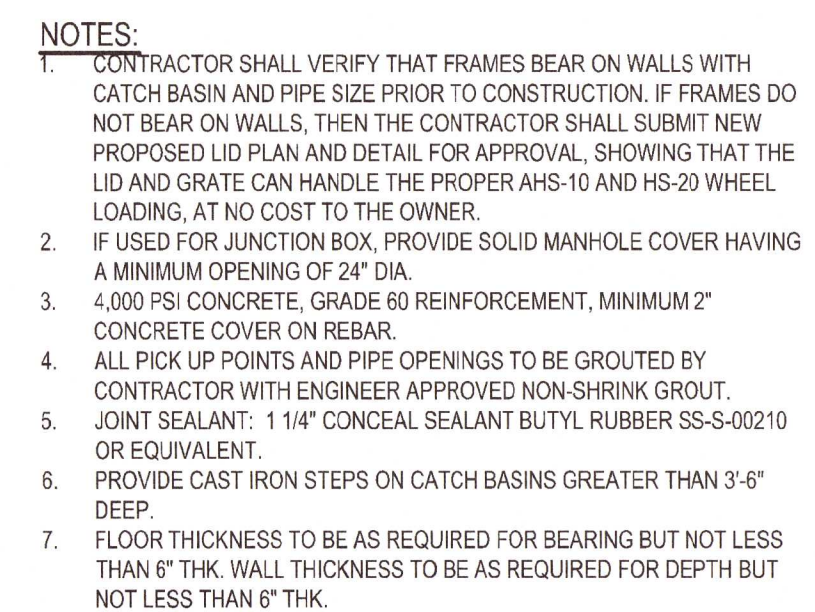 NOTES:
1. CONTRACTOR SHALL VERIFY THAT FRAMES BEAR ON WALLS WITH
CATCH BASIN AND PIPE SIZE PRIOR TO CONSTRUCTION. IF FRAMES DO
NOT BEAR ON WALLS, THEN THE CONTRACTOR SHALL SUBMIT NEW
PROPOSED LID PLAN AND DETAIL FOR APPROVAL, SHOWING THAT THE
LID AND GRATE CAN HANDLE THE PROPER AHS-10 AND HS-20 WHEEL
LOADING, AT NO COST TO THE OWNER.
2. IF USED FOR JUNCTION BOX, PROVIDE SOLID MANHOLE COVER HAVING
A MINIMUM OPENING OF 24" DIA.
3. 4,000 PSI CONCRETE, GRADE 60 REINFORCEMENT, MINIMUM 2"
CONCRETE COVER ON REBAR.
4. ALL PICK UP POINTS AND PIPE OPENINGS TO BE GROUTED BY
CONTRACTOR WITH ENGINEER APPROVED NON-SHRINK GROUT.
5. JOINT SEALANT: 1 1/4" CONCEAL SEALANT BUTYL RUBBER SS-S-00210
OR EQUIVALENT.
6. PROVIDE CAST IRON STEPS ON CATCH BASINS GREATER THAN 3'-6"
DEEP.
7. FLOOR THICKNESS TO BE AS REQUIRED FOR BEARING BUT NOT LESS
THAN 6" THK. WALL THICKNESS TO BE AS REQUIRED FOR DEPTH BUT
NOT LESS THAN 6" THK.